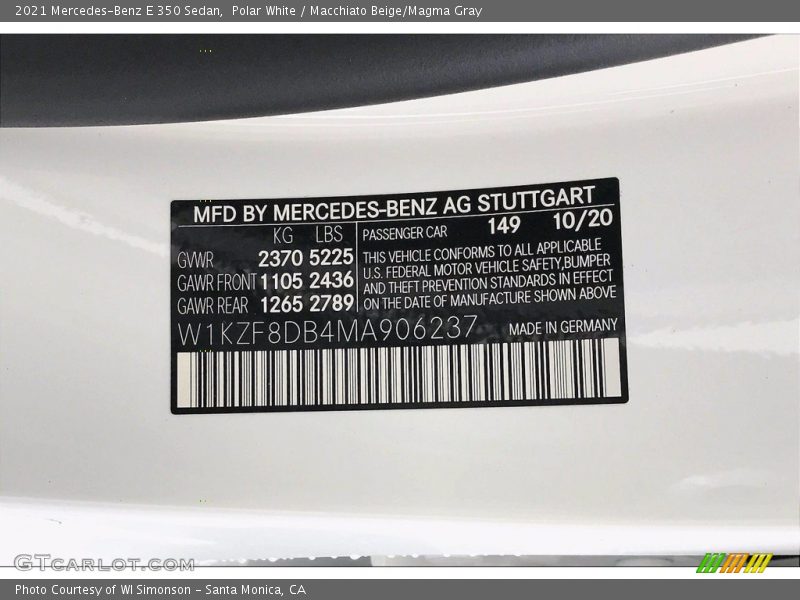 2021 Mercedes-Benz E 350 Sedan,  Polar White / Macchiato Beige/Magma Gray
MFD BY MERCEDES-BENZ AG STUTTGART
KG LBS PASSENGER CAR 149 10/20
GVWR 2370 5225
GAWR FRONT 1105 2436
GAWR REAR 1265 2789
THIS VEHICLE CONFORMS TO ALL APPLICABLE
U.S. FEDERAL MOTOR VEHICLE SAFETY,BUMPER
AND THEFT PREVENTION STANDARDS IN EFFECT
ON THE DATE OF MANUFACTURE SHOWN ABOVE
W1KZF8DB4MA906237 MADE IN GERMANY
GTCARLOT.COM
Photo Courtesy of WI Simonson - Santa Monica, CA